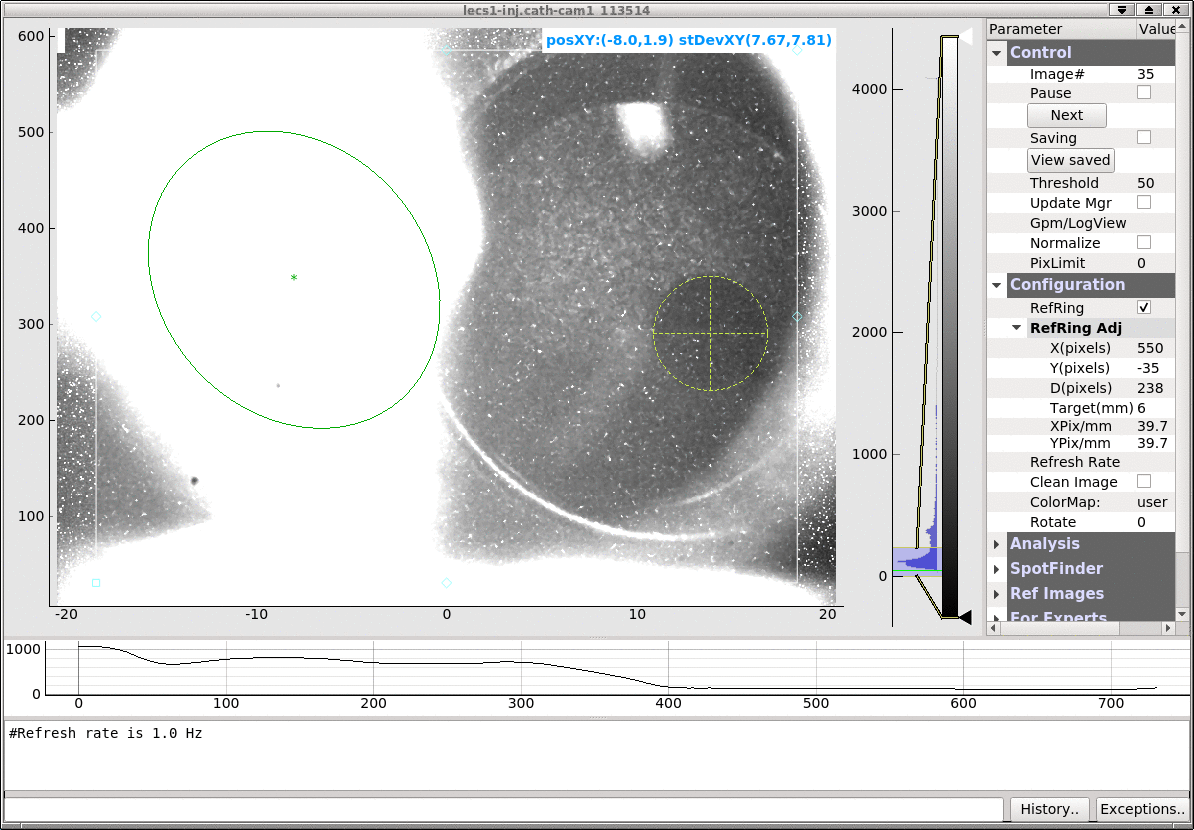 lecs1-inj.cath-cam1 113514
posXY:(-8.0,1.9) stDevXY(7.67,7.81)
600
500
400
300
200
100
-20 -10 0 10 20
4000
3000
2000
1000
0
Parameter Value
Control
Image# 35
Pause
Next
Saving
View saved
Threshold 50
Update Mgr
Gpm/LogView
Normalize
PixLimit 0
Configuration
RefRing
RefRing Adj
X(pixels) 550
Y(pixels) -35
D(pixels) 238
Target(mm) 6
XPix/mm 39.7
YPix/mm 39.7
Refresh Rate
Clean Image
ColorMap: user
Rotate 0
Analysis
SpotFinder
Ref Images
For Experts
1000
0
0 100 200 300 400 500 600 700
#Refresh rate is 1.0 Hz
History.. Exceptions..